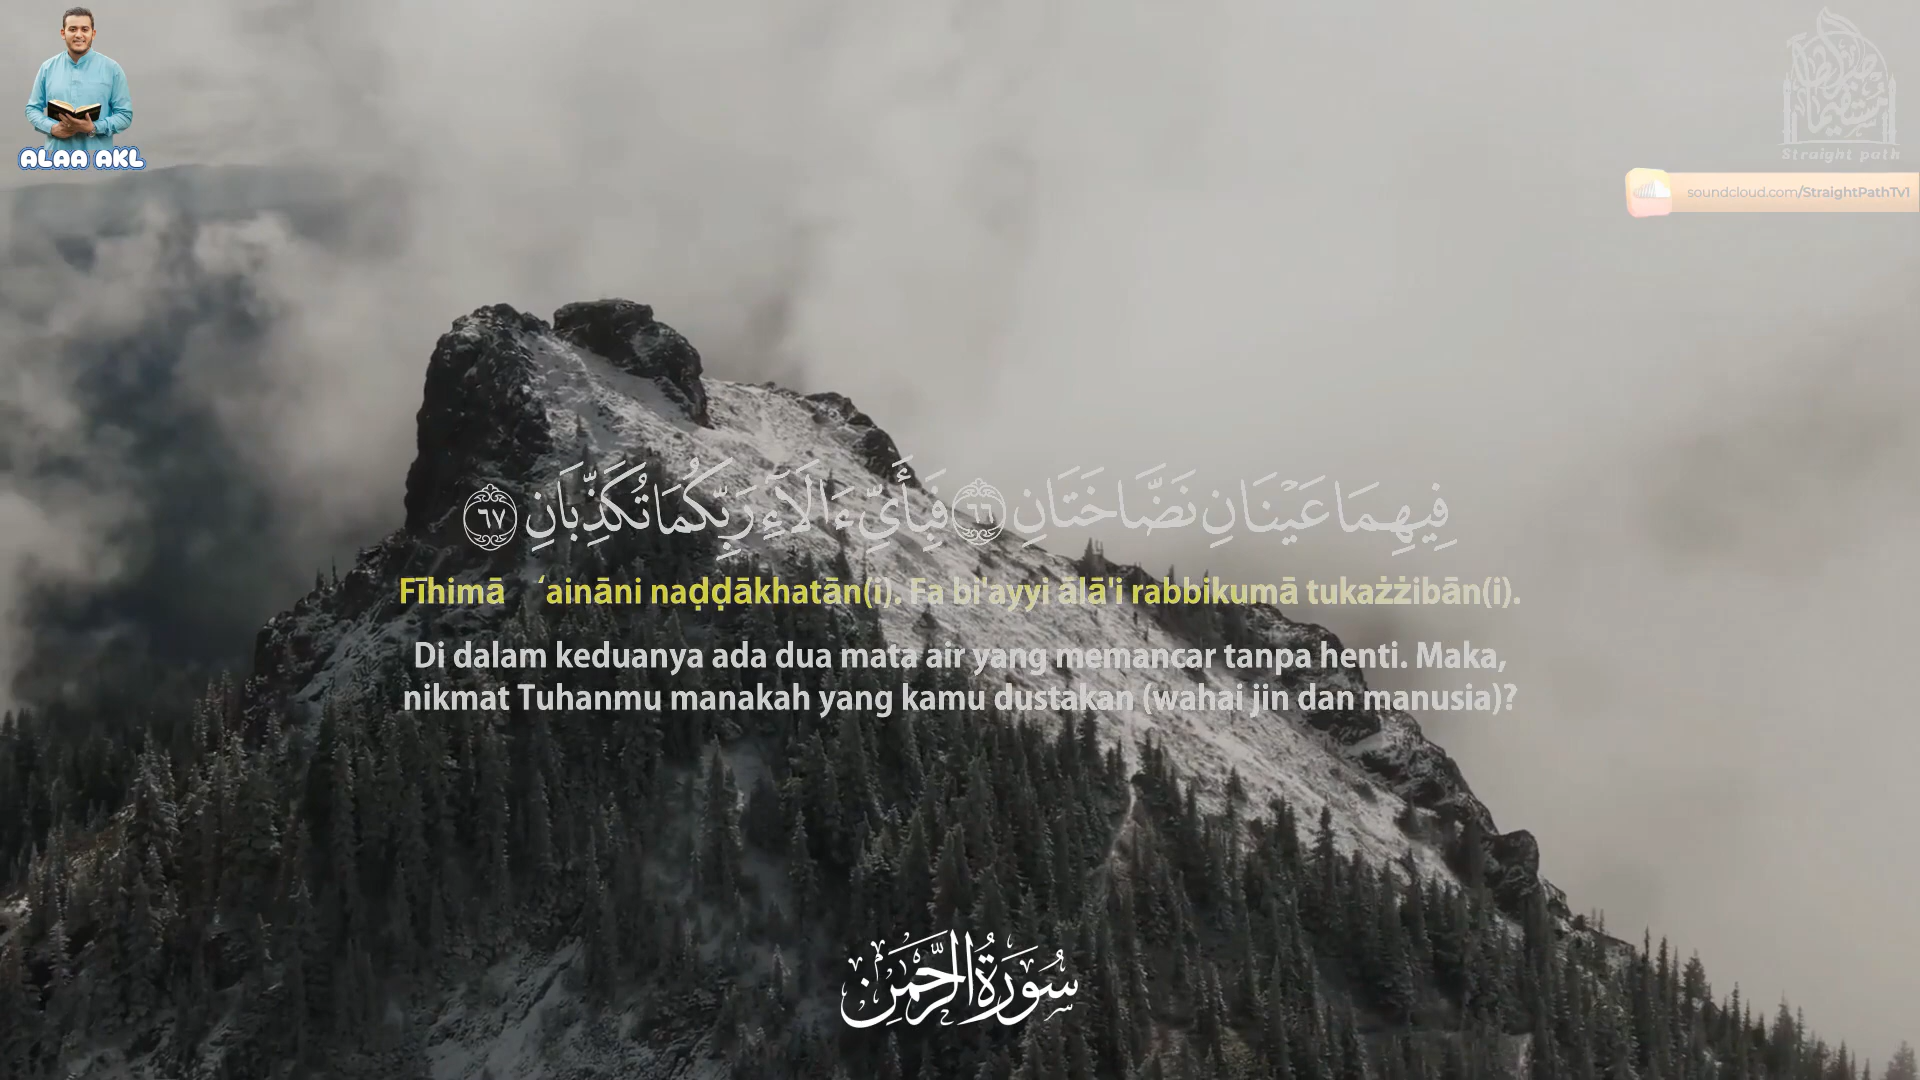 ALAA AKL
صراطا مستقيما
Straight path
soundcloud.com/StraightPathTv1
فِيهِمَا عَيْنَانِ نَضَّاخَتَانِ ٦٦ فَبِأَيِّ ءَالَآءِ رَبِّكُمَا تُكَذِّبَانِ ٦٧
Fīhimā ‘aināni naḍḍākhatān(i). Fa bi'ayyi ālā'i rabbikumā tukażżibān(i).
Di dalam keduanya ada dua mata air yang memancar tanpa henti. Maka,
nikmat Tuhanmu manakah yang kamu dustakan (wahai jin dan manusia)?
سُورَةُ الرَّحْمَٰنِ